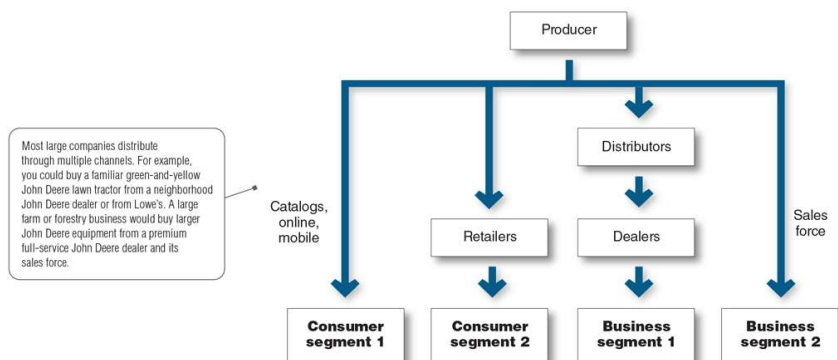 Producer
Most large companies distribute
through multiple channels. For example,
you could buy a familiar green-and-yellow
John Deere lawn tractor from a neighborhood
John Deere dealer or from Lowe's. A large
farm or forestry business would buy larger
John Deere equipment from a premium
full-service John Deere dealer and its
sales force.
Catalogs,
online,
mobile
Distributors
Retailers
Dealers
Sales
force
Consumer
segment 1
Consumer
segment 2
Business
segment 1
Business
segment 2